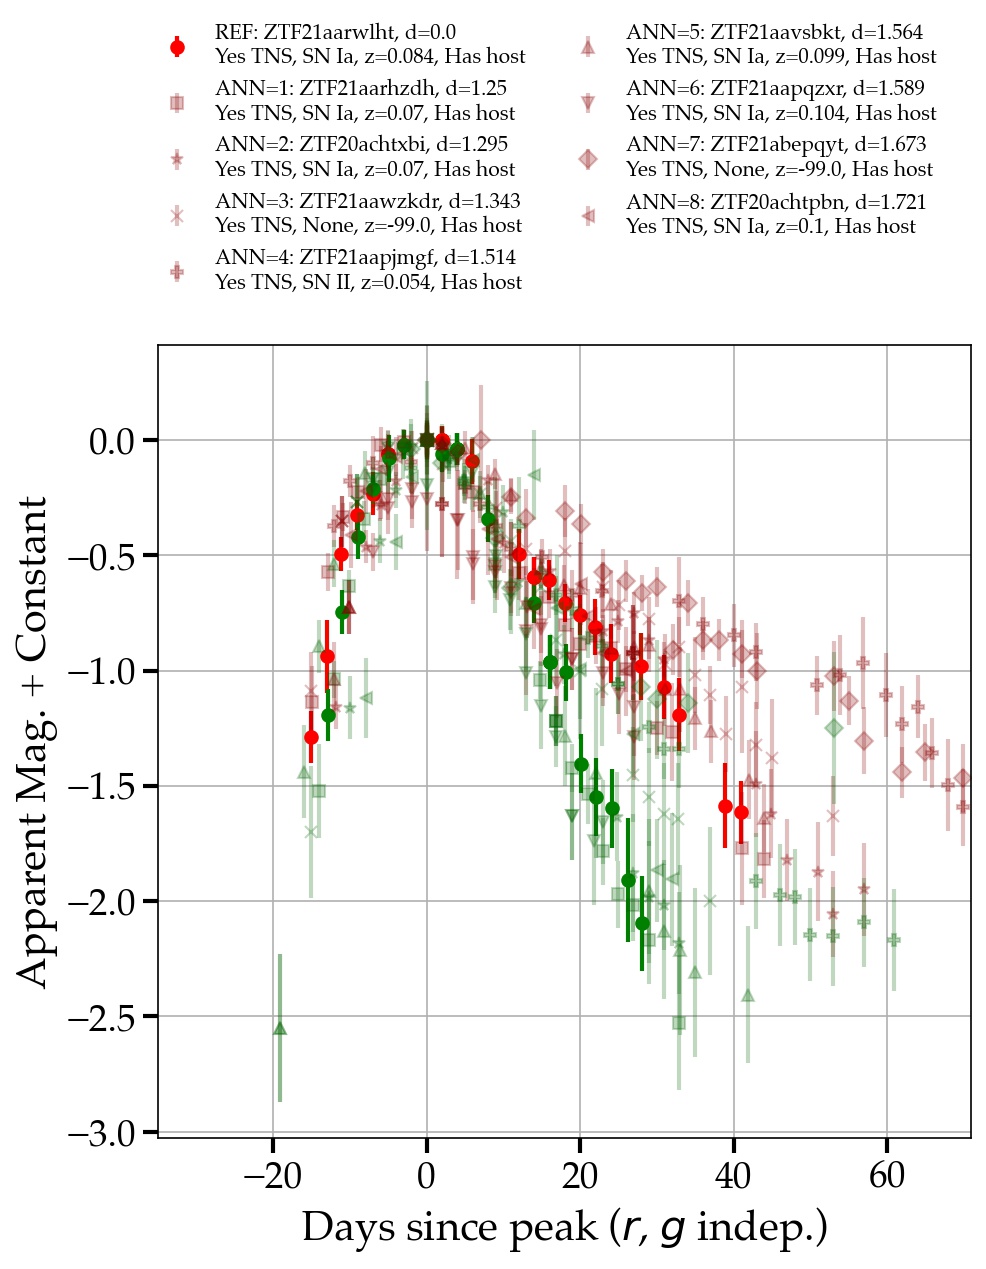 REF: ZTF21aarwlht, d=0.0
Yes TNS, SN Ia, z=0.084, Has host
ANN=1: ZTF21aarhzdh, d=1.25
Yes TNS, SN Ia, z=0.07, Has host
ANN=2: ZTF20achtxbi, d=1.295
Yes TNS, SN Ia, z=0.07, Has host
ANN=3: ZTF21aawzkdr, d=1.343
Yes TNS, None, z=-99.0, Has host
ANN=4: ZTF21aapjmgf, d=1.514
Yes TNS, SN II, z=0.054, Has host
ANN=5: ZTF21aavsbkt, d=1.564
Yes TNS, SN Ia, z=0.099, Has host
ANN=6: ZTF21aapqzxr, d=1.589
Yes TNS, SN Ia, z=0.104, Has host
ANN=7: ZTF21abepqyt, d=1.673
Yes TNS, None, z=-99.0, Has host
ANN=8: ZTF20achtpbn, d=1.721
Yes TNS, SN Ia, z=0.1, Has host
Apparent Mag. + Constant
0.0
−0.5
−1.0
−1.5
−2.0
−2.5
−3.0
−20 0 20 40 60
Days since peak (r, g indep.)